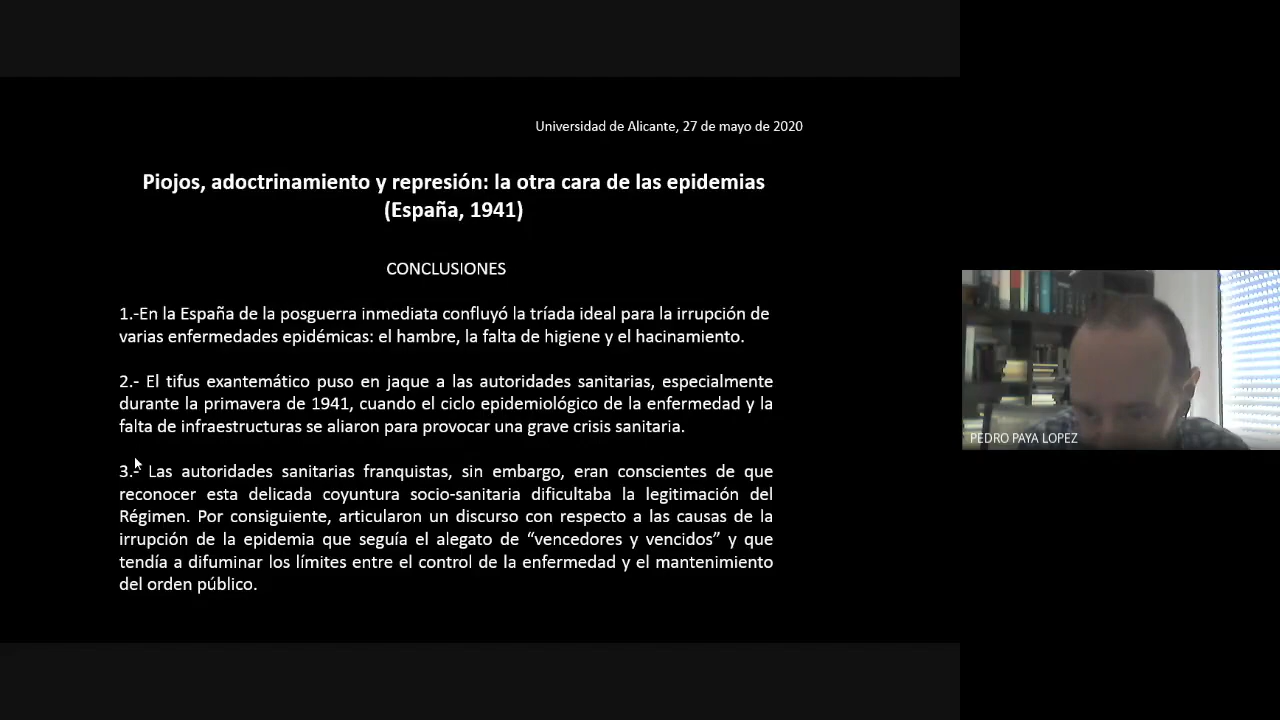 Universidad de Alicante, 27 de mayo de 2020
Piojos, adoctrinamiento y represión: la otra cara de las epidemias
(España, 1941)
CONCLUSIONES
1.-En la España de la posguerra inmediata confluyó la tríada ideal para la irrupción de
varias enfermedades epidémicas: el hambre, la falta de higiene y el hacinamiento.
2.- El tifus exantemático puso en jaque a las autoridades sanitarias, especialmente
durante la primavera de 1941, cuando el ciclo epidemiológico de la enfermedad y la
falta de infraestructuras se aliaron para provocar una grave crisis sanitaria.
3.- Las autoridades sanitarias franquistas, sin embargo, eran conscientes de que
reconocer esta delicada coyuntura socio-sanitaria dificultaba la legitimación del
Régimen. Por consiguiente, articularon un discurso con respecto a las causas de la
irrupción de la epidemia que seguía el alegato de “vencedores y vencidos” y que
tendía a difuminar los límites entre el control de la enfermedad y el mantenimiento
del orden público.
PEDRO PAYA LOPEZ